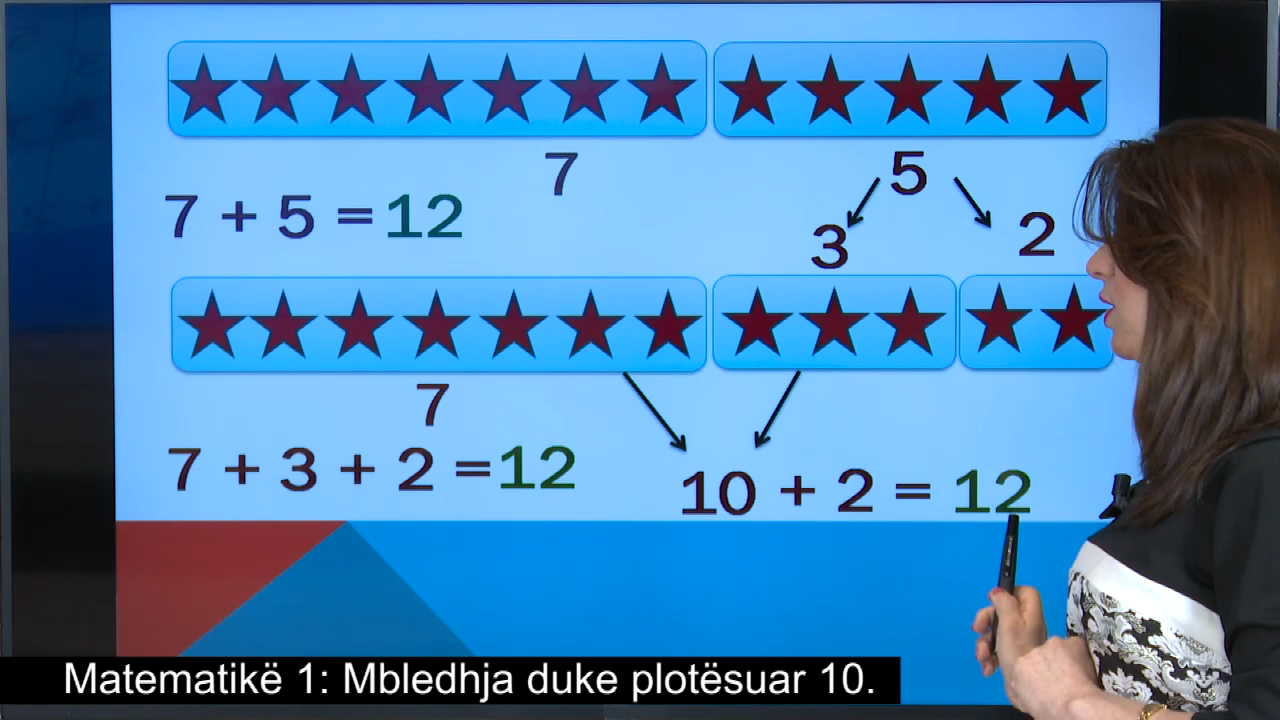 7 5
7 + 5 = 12
3 2
7
7 + 3 + 2 = 12
10 + 2 = 12
Matematikë 1: Mbledhja duke plotësuar 10.